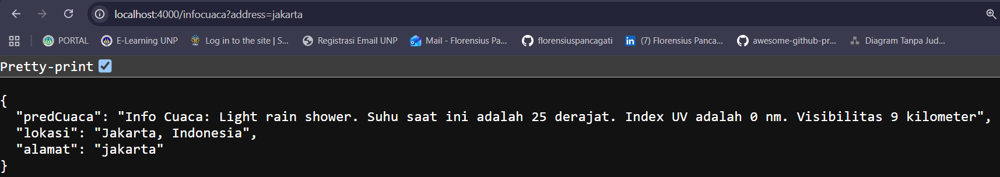 localhost:4000/infocuaca?address=jakarta
PORTAL E-Learning UNP Log in to the site | S... Registrasi Email UNP Mail - Florensius Pa... florensiuspancagati (7) Florensius Panca... awesome-github-pr... Diagram Tanpa Jud...
Pretty-print
{
  "predCuaca": "Info Cuaca: Light rain shower. Suhu saat ini adalah 25 derajat. Index UV adalah 0 nm. Visibilitas 9 kilometer",
  "lokasi": "Jakarta, Indonesia",
  "alamat": "jakarta"
}